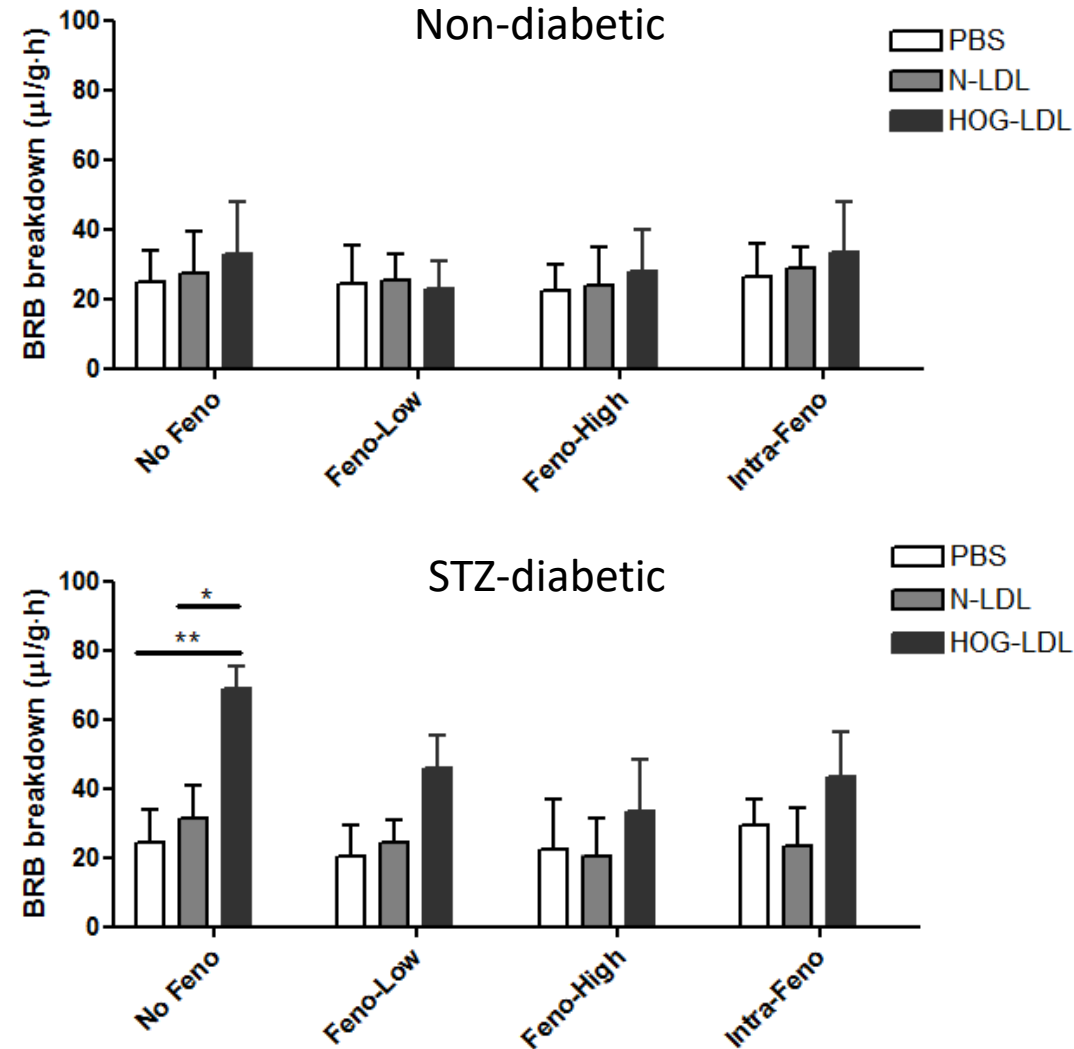 Non-diabetic
PBS
N-LDL
HOG-LDL
BRB breakdown (μl/g·h)
100
80
60
40
20
0
No Feno
Feno-Low
Feno-High
Intra-Feno
STZ-diabetic
PBS
N-LDL
HOG-LDL
BRB breakdown (μl/g·h)
100
80
60
40
20
0
*
**
No Feno
Feno-Low
Feno-High
Intra-Feno